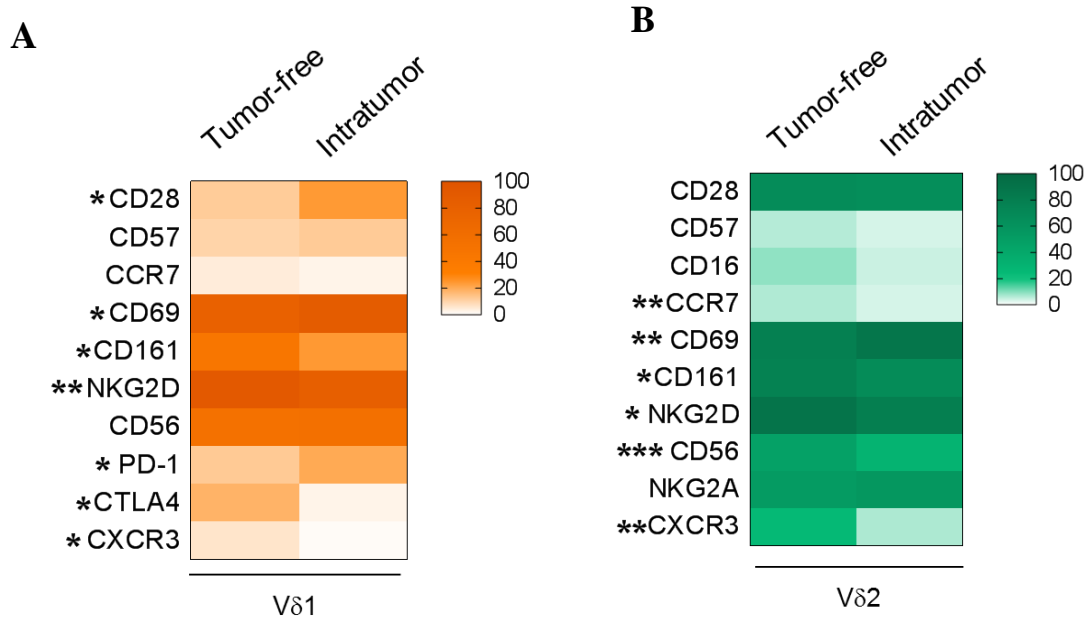 A
Tumor-free
Intratumor
*CD28
CD57
CCR7
*CD69
*CD161
**NKG2D
CD56
* PD-1
*CTLA4
* CXCR3
100
80
60
40
20
0
Vδ1
B
Tumor-free
Intratumor
CD28
CD57
CD16
**CCR7
** CD69
*CD161
* NKG2D
*** CD56
NKG2A
**CXCR3
100
80
60
40
20
0
Vδ2